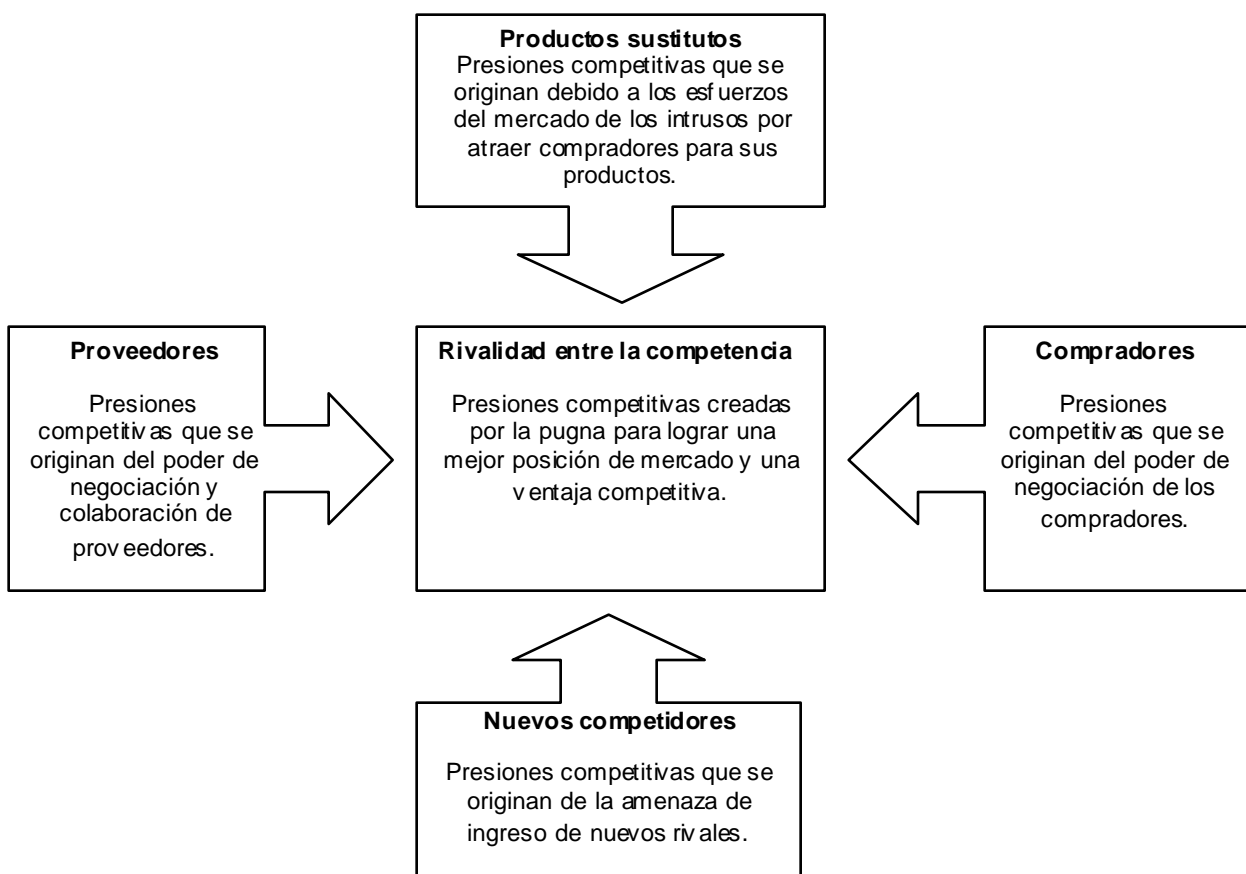 Productos sustitutos
Presiones competitivas que se
originan debido a los esfuerzos
del mercado de los intrusos por
atraer compradores para sus
productos.
Proveedores
Presiones
competitivas que se
originan del poder de
negociación y
colaboración de
proveedores.
Rivalidad entre la competencia
Presiones competitivas creadas
por la pugna para lograr una
mejor posición de mercado y una
ventaja competitiva.
Compradores
Presiones
competitivas que se
originan del poder de
negociación de los
compradores.
Nuevos competidores
Presiones competitivas que se
originan de la amenaza de
ingreso de nuevos rivales.